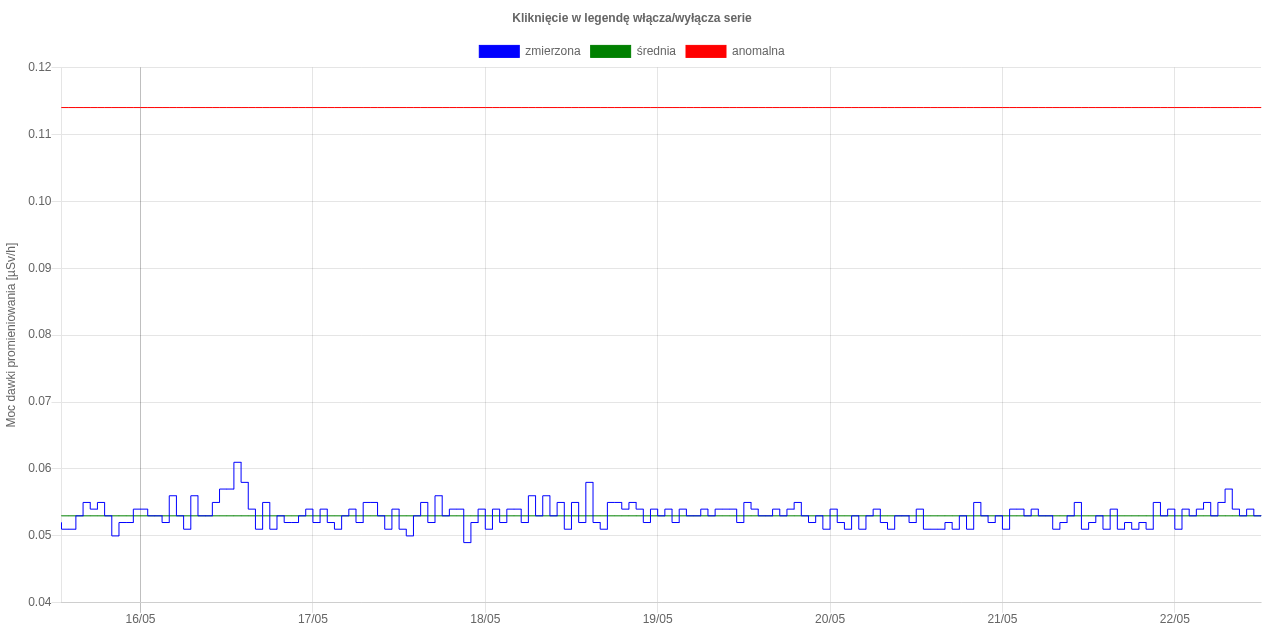 Kliknięcie w legendę włącza/wyłącza serie
zmierzona średnia anomalna
Moc dawki promieniowania [µSv/h]
0.12
0.11
0.10
0.09
0.08
0.07
0.06
0.05
0.04
16/05 17/05 18/05 19/05 20/05 21/05 22/05